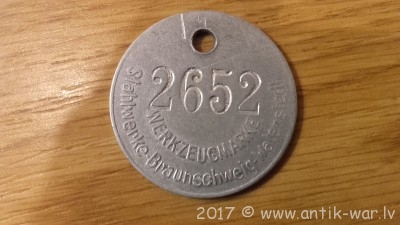 2652
WERKZEUGMARKE
Stahlwerke-Braunschweig-
2017 © www.antik-war.lv